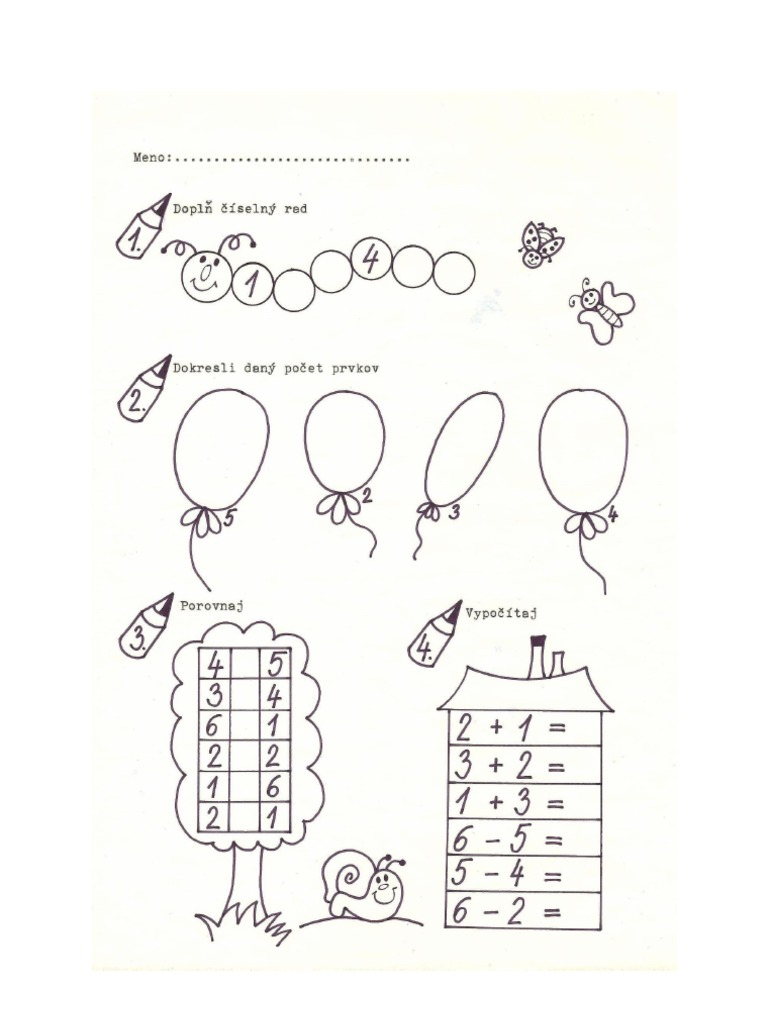 Meno:..............................
1. Doplň číselný rad
1 4
2. Dokresli daný počet prvkov
5 2 3 4
3. Porovnaj
4 5
3 4
6 1
2 2
1 6
2 1
4. Vypočítaj
2 + 1 =
3 + 2 =
1 + 3 =
6 - 5 =
5 - 4 =
6 - 2 =